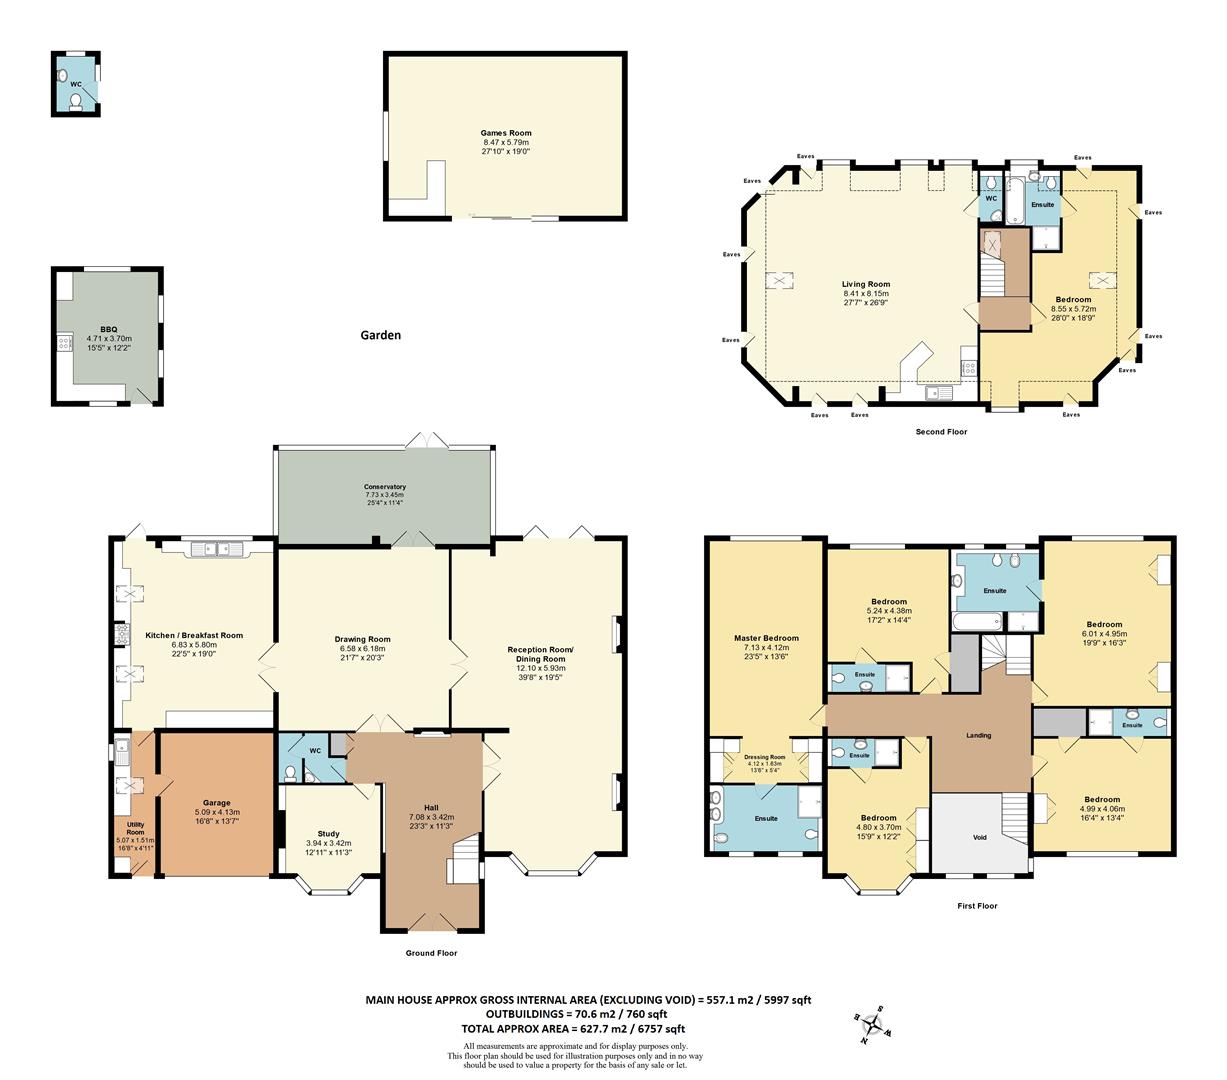 WC
Games Room
8.47 x 5.79m
27'10" x 19'0"
BBQ
4.71 x 3.70m
15'5" x 12'2"
Garden
Eaves
Eaves
Eaves
Eaves
Eaves
Eaves
Eaves
Eaves
Eaves
Eaves
Eaves
WC
Ensuite
Living Room
8.41 x 8.15m
27'7" x 26'9"
Bedroom
8.55 x 5.72m
28'0" x 18'9"
Second Floor
Conservatory
7.73 x 3.45m
25'4" x 11'4"
Kitchen / Breakfast Room
6.83 x 5.80m
22'5" x 19'0"
Drawing Room
6.58 x 6.18m
21'7" x 20'3"
Reception Room/
Dining Room
12.10 x 5.93m
39'8" x 19'5"
WC
Garage
5.09 x 4.13m
16'8" x 13'7"
Utility
Room
5.07 x 1.51m
16'8" x 4'11"
Study
3.94 x 3.42m
12'11" x 11'3"
Hall
7.08 x 3.42m
23'3" x 11'3"
Ground Floor
Master Bedroom
7.13 x 4.12m
23'5" x 13'6"
Bedroom
5.24 x 4.38m
17'2" x 14'4"
Ensuite
Ensuite
Bedroom
6.01 x 4.95m
19'9" x 16'3"
Landing
Ensuite
Dressing Room
4.12 x 1.63m
13'6" x 5'4"
Ensuite
Ensuite
Bedroom
4.80 x 3.70m
15'9" x 12'2"
Void
Bedroom
4.99 x 4.06m
16'4" x 13'4"
First Floor
MAIN HOUSE APPROX GROSS INTERNAL AREA (EXCLUDING VOID) = 557.1 m2 / 5997 sqft
OUTBUILDINGS = 70.6 m2 / 760 sqft
TOTAL APPROX AREA = 627.7 m2 / 6757 sqft
All measurements are approximate and for display purposes only.
This floor plan should be used for illustration purposes only and in no way
should be used to value a property for the basis of any sale or let.
S
E
W
N